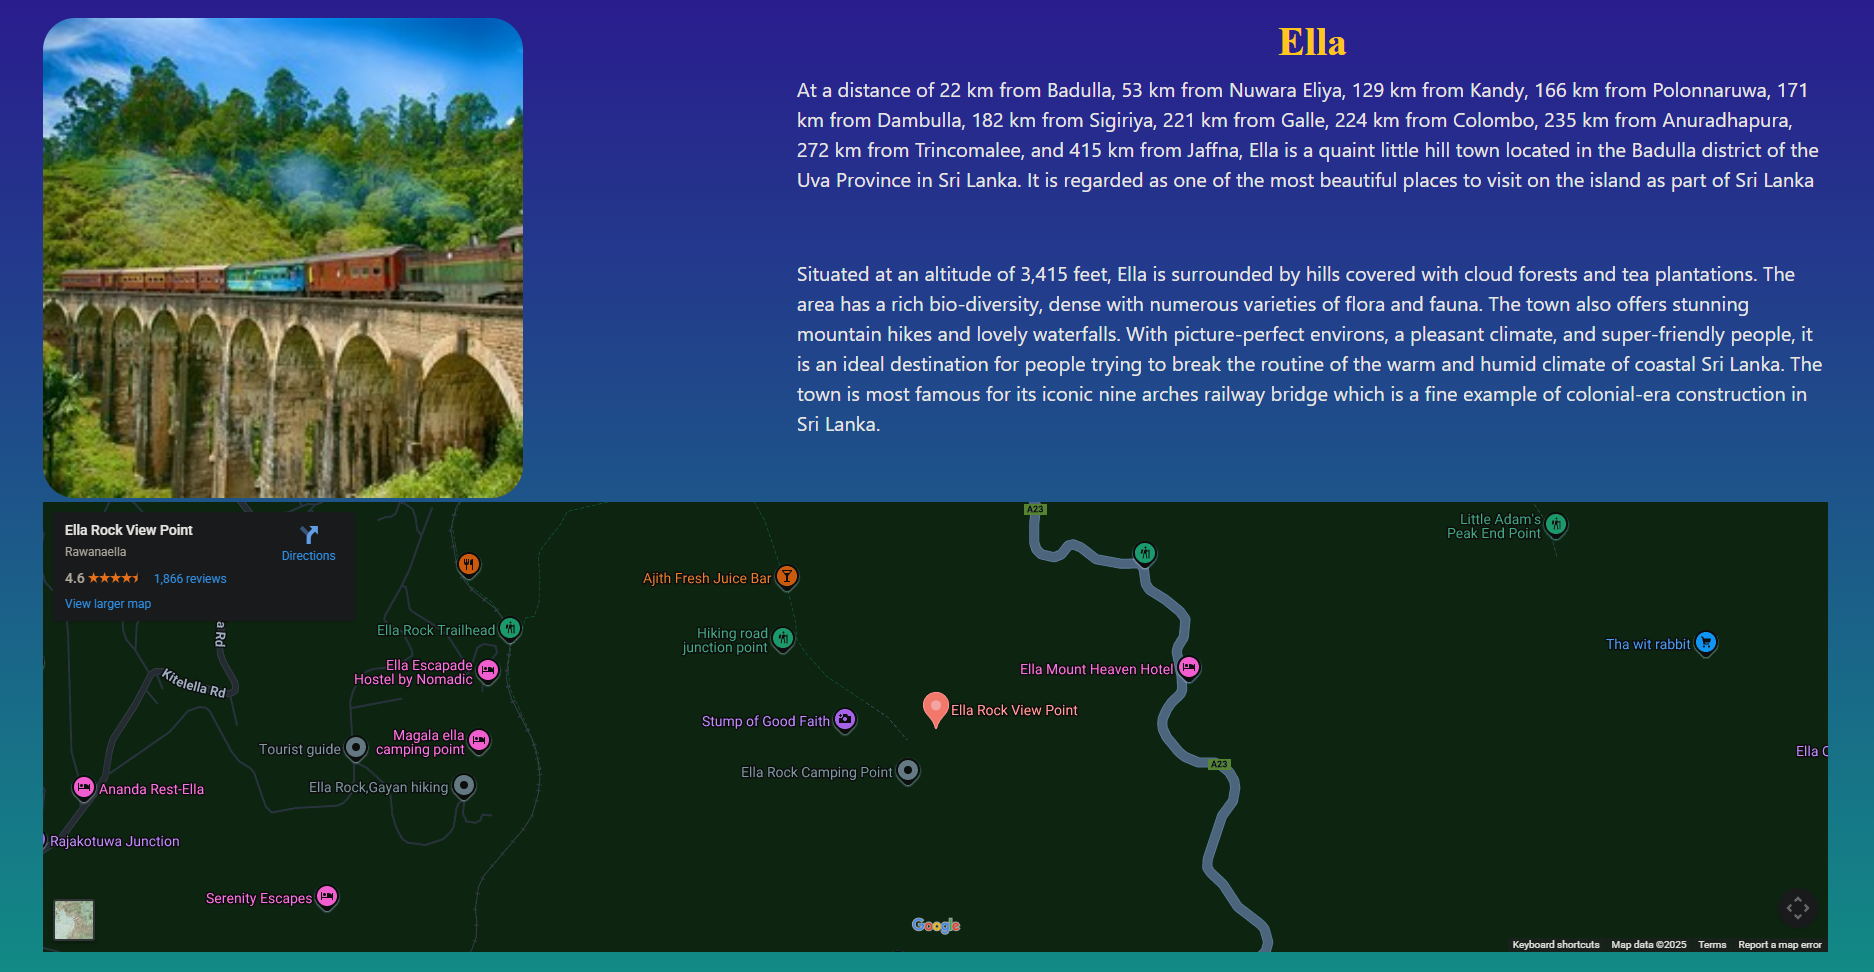 Ella
At a distance of 22 km from Badulla, 53 km from Nuwara Eliya, 129 km from Kandy, 166 km from Polonnaruwa, 171
km from Dambulla, 182 km from Sigiriya, 221 km from Galle, 224 km from Colombo, 235 km from Anuradhapura,
272 km from Trincomalee, and 415 km from Jaffna, Ella is a quaint little hill town located in the Badulla district of the
Uva Province in Sri Lanka. It is regarded as one of the most beautiful places to visit on the island as part of Sri Lanka
Situated at an altitude of 3,415 feet, Ella is surrounded by hills covered with cloud forests and tea plantations. The
area has a rich bio-diversity, dense with numerous varieties of flora and fauna. The town also offers stunning
mountain hikes and lovely waterfalls. With picture-perfect environs, a pleasant climate, and super-friendly people, it
is an ideal destination for people trying to break the routine of the warm and humid climate of coastal Sri Lanka. The
town is most famous for its iconic nine arches railway bridge which is a fine example of colonial-era construction in
Sri Lanka.
Ella Rock View Point
Rawanaella
Directions
4.6
1,866 reviews
View larger map
A23
Little Adam's
Peak End Point
Ajith Fresh Juice Bar
a Rd
Ella Rock Trailhead
Hiking road
junction point
Tha wit rabbit
Ella Escapade
Hostel by Nomadic
Ella Mount Heaven Hotel
Kitelella Rd
Ella Rock View Point
Stump of Good Faith
Magala ella
camping point
Tourist guide
Ella C
A23
Ella Rock Camping Point
Ella Rock,Gayan hiking
Ananda Rest-Ella
Rajakotuwa Junction
Serenity Escapes
Google
Keyboard shortcuts
Map data ©2025
Terms
Report a map error